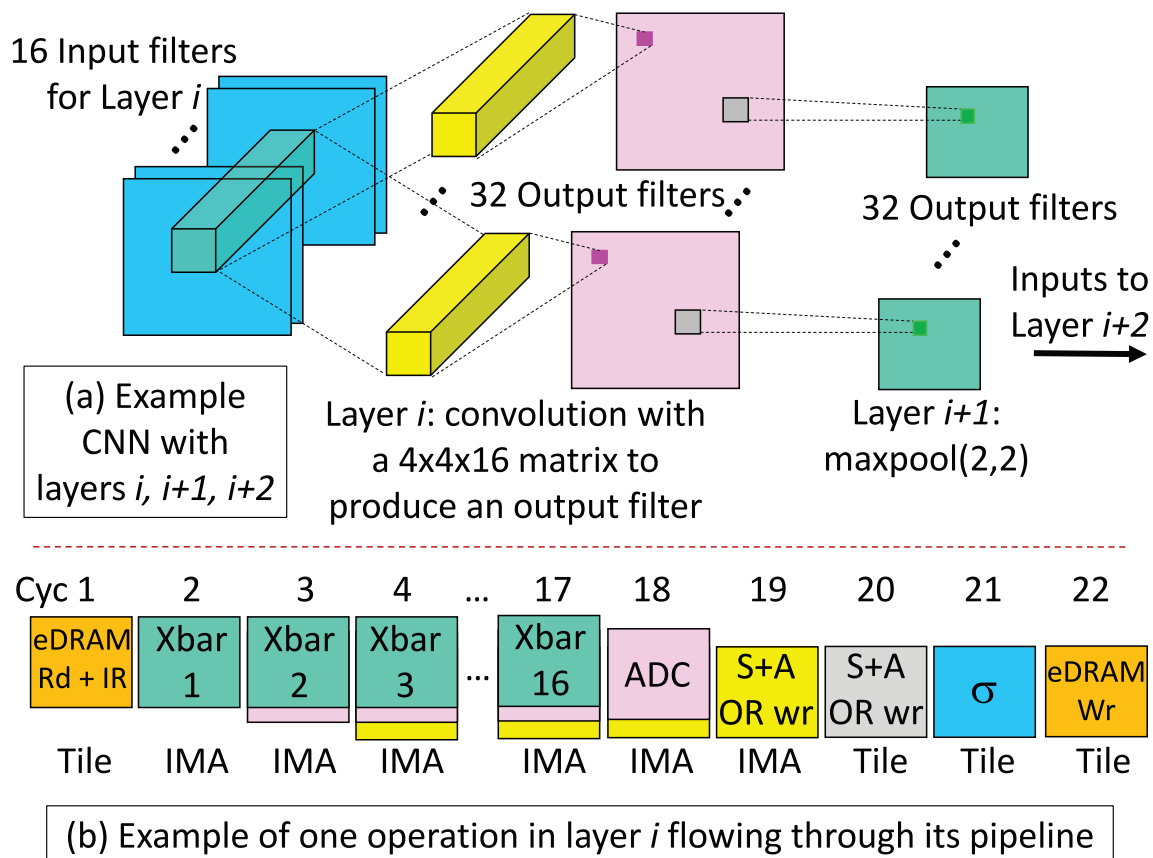 16 Input filters
for Layer i
32 Output filters
32 Output filters
Inputs to
Layer i+2
(a) Example
CNN with
layers i, i+1, i+2
Layer i: convolution with
a 4x4x16 matrix to
produce an output filter
Layer i+1:
maxpool(2,2)
Cyc 1 2 3 4 ... 17 18 19 20 21 22
eDRAM
Rd + IR
Xbar
1
Xbar
2
Xbar
3
...
Xbar
16
ADC
S+A
OR wr
S+A
OR wr
σ
eDRAM
Wr
Tile IMA IMA IMA IMA IMA IMA Tile Tile Tile
(b) Example of one operation in layer i flowing through its pipeline